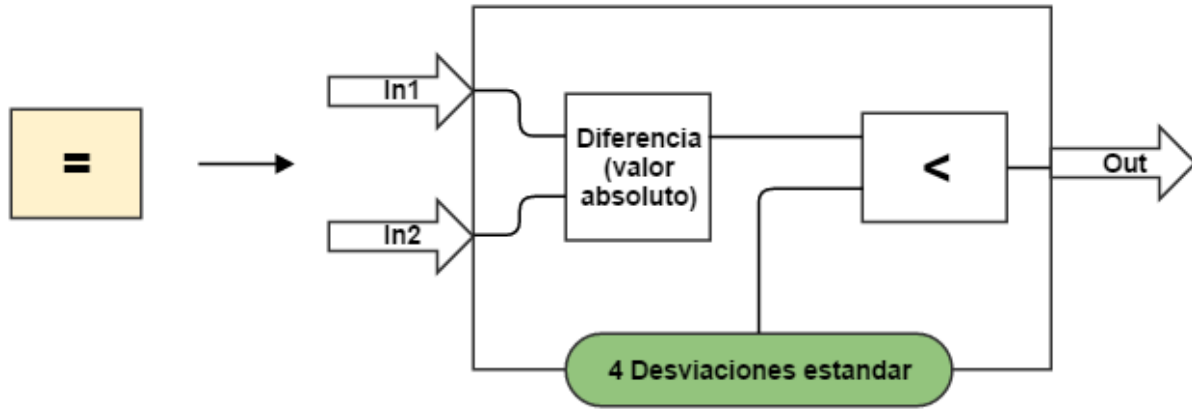 =
In1
In2
Diferencia
(valor
absoluto)
<
Out
4 Desviaciones estandar